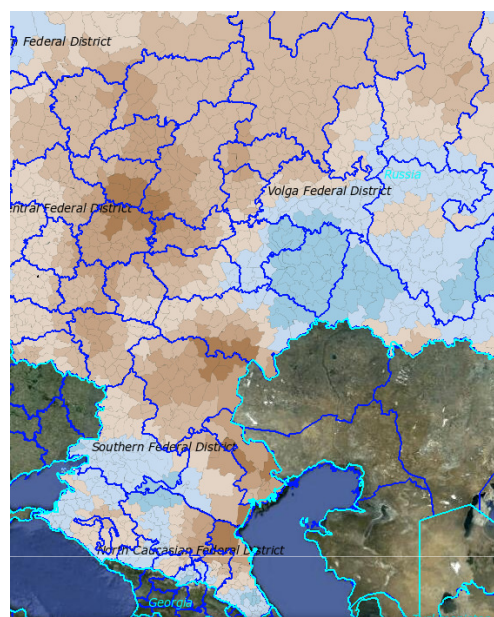 Federal District
Russia
Volga Federal District
entral Federal District
Southern Federal District
North Caucasian Federal District
Georgia